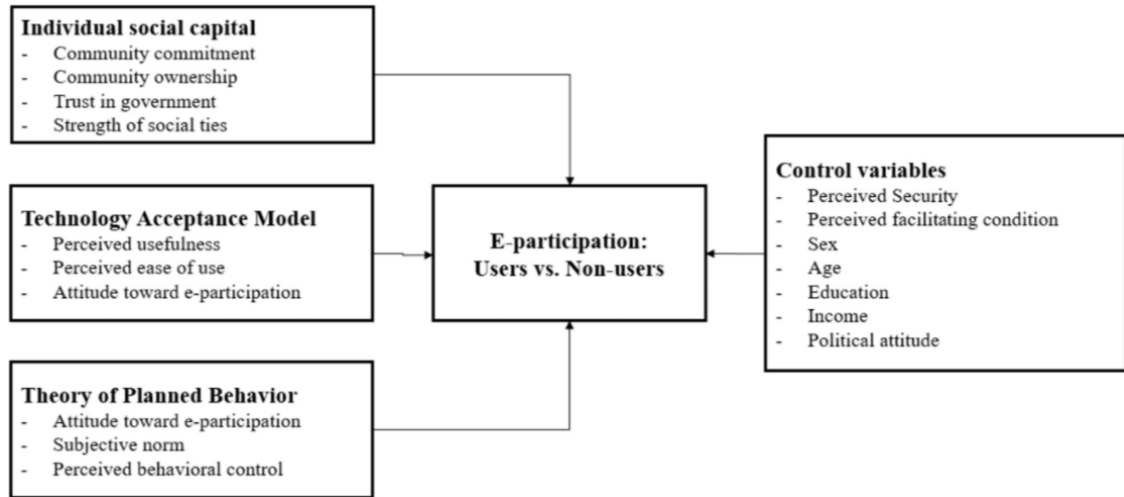 Individual social capital
- Community commitment
- Community ownership
- Trust in government
- Strength of social ties
Technology Acceptance Model
- Perceived usefulness
- Perceived ease of use
- Attitude toward e-participation
Theory of Planned Behavior
- Attitude toward e-participation
- Subjective norm
- Perceived behavioral control
E-participation:
Users vs. Non-users
Control variables
- Perceived Security
- Perceived facilitating condition
- Sex
- Age
- Education
- Income
- Political attitude